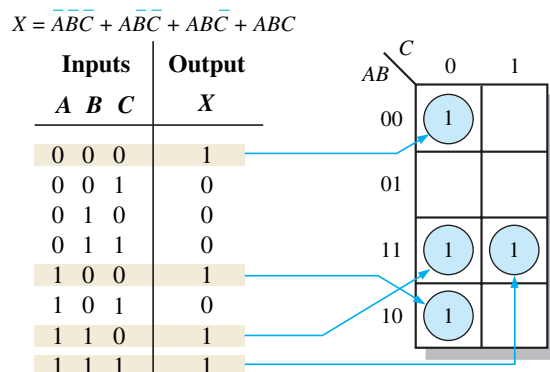 X = A̅B̅C̅ + AB̅C̅ + ABC̅ + ABC
Inputs Output
A B C X
0 0 0 1
0 0 1 0
0 1 0 0
0 1 1 0
1 0 0 1
1 0 1 0
1 1 0 1
1 1 1 1
C
AB 0 1
00 1
01
11 1 1
10 1